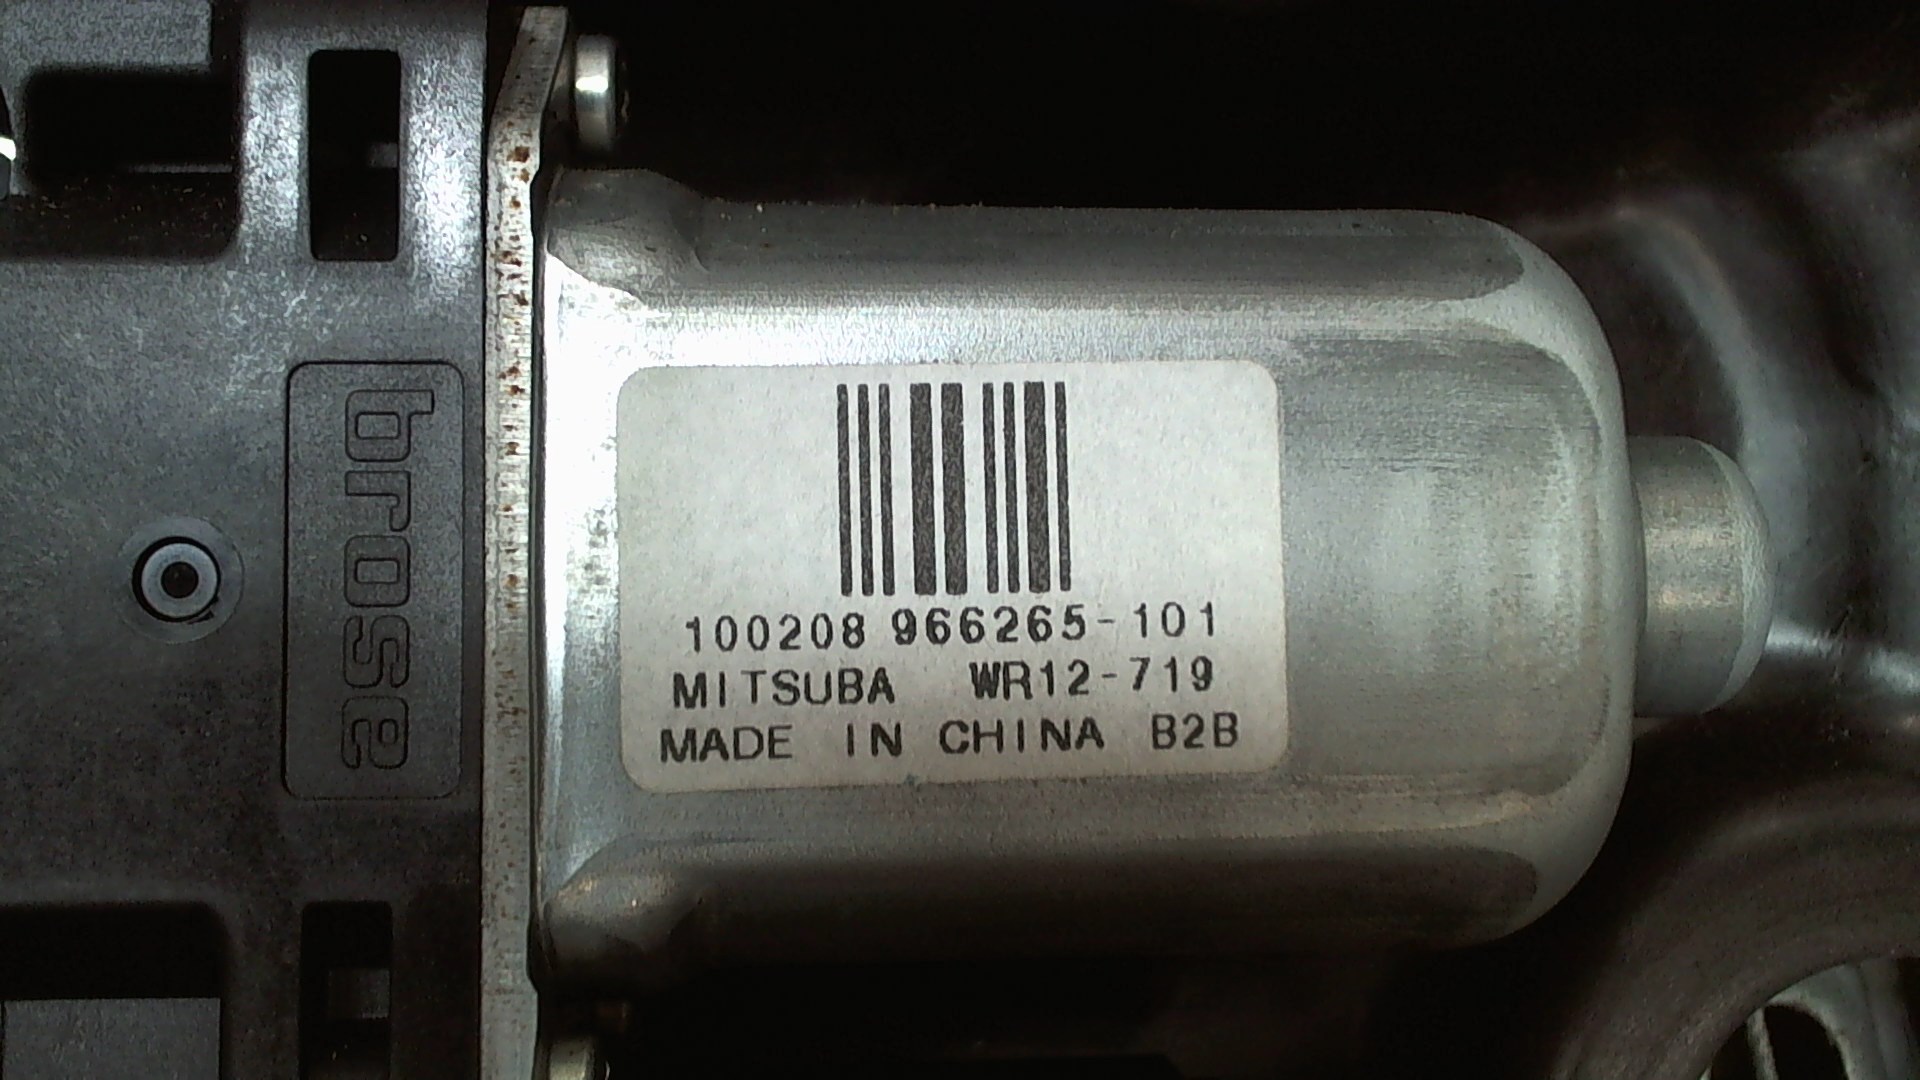 brose
100208 966265-101
MITSUBA WR12-719
MADE IN CHINA B2B